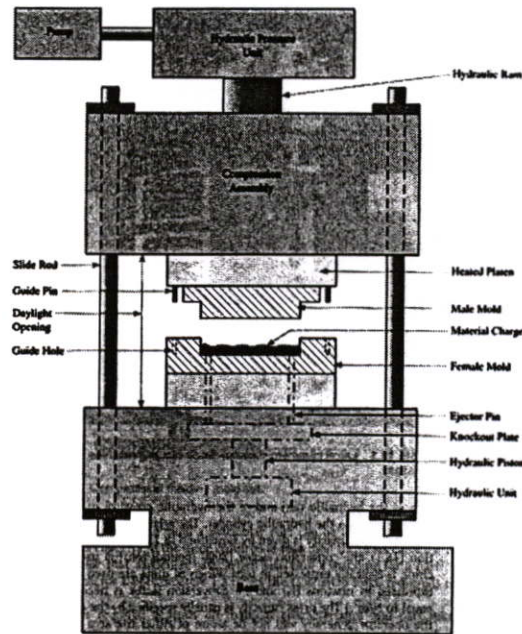 Pump
Hydraulic Pressure
Unit
Hydraulic Ram
Compression
Assembly
Slide Rod
Heated Platen
Guide Pin
Male Mold
Daylight
Opening
Material Charge
Guide Hole
Female Mold
Ejector Pin
Knockout Plate
Hydraulic Piston
Hydraulic Unit
Base